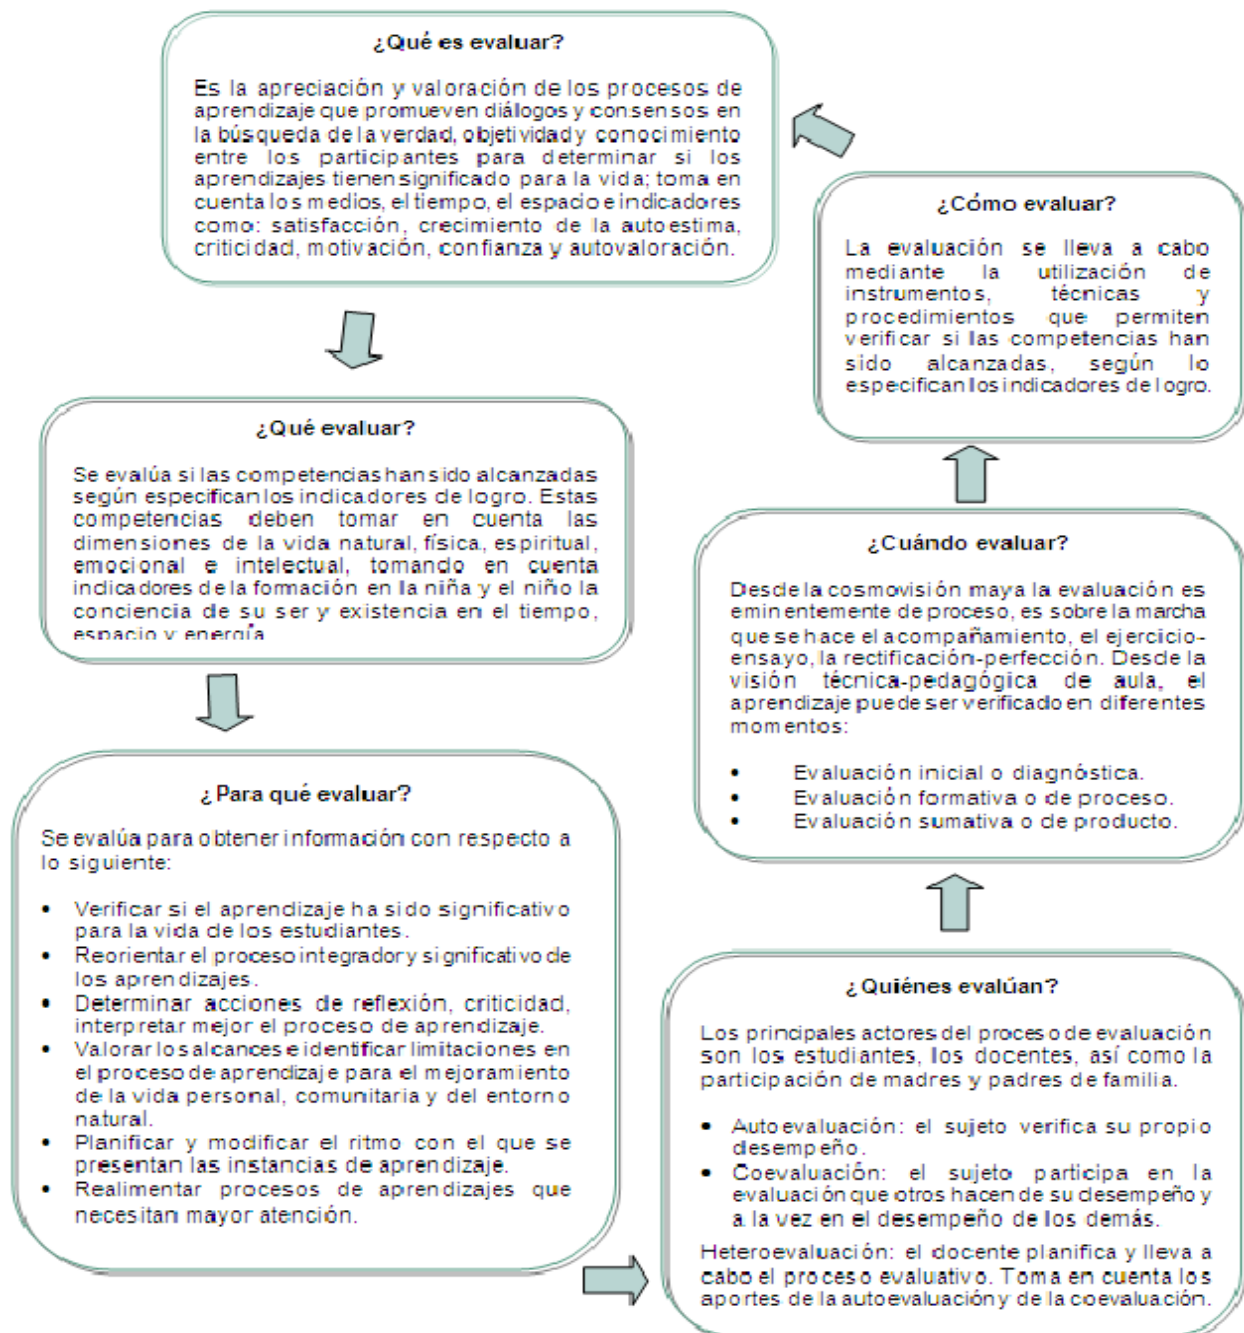 ¿Qué es evaluar?
Es la apreciación y valoración de los procesos de
aprendizaje que promueven diálogos y consensos en
la búsqueda de la verdad, objetividad y conocimiento
entre los participantes para determinar si los
aprendizajes tienen significado para la vida; toma en
cuenta los medios, el tiempo, el espacio e indicadores
como: satisfacción, crecimiento de la autoestima,
criticidad, motivación, confianza y autovaloración.
¿Qué evaluar?
Se evalúa si las competencias han sido alcanzadas
según especifican los indicadores de logro. Estas
competencias deben tomar en cuenta las
dimensiones de la vida natural, física, espiritual,
emocional e intelectual, tomando en cuenta
indicadores de la formación en la niña y el niño la
conciencia de su ser y existencia en el tiempo,
espacio y energía
¿Para qué evaluar?
Se evalúa para obtener información con respecto a
lo siguiente:
• Verificar si el aprendizaje ha sido significativo
para la vida de los estudiantes.
• Reorientar el proceso integrador y significativo de
los aprendizajes.
• Determinar acciones de reflexión, criticidad,
interpretar mejor el proceso de aprendizaje.
• Valorar los alcances e identificar limitaciones en
el proceso de aprendizaje para el mejoramiento
de la vida personal, comunitaria y del entorno
natural.
• Planificar y modificar el ritmo con el que se
presentan las instancias de aprendizaje.
• Realimentar procesos de aprendizajes que
necesitan mayor atención.
¿Quiénes evalúan?
Los principales actores del proceso de evaluación
son los estudiantes, los docentes, así como la
participación de madres y padres de familia.
• Autoevaluación: el sujeto verifica su propio
desempeño.
• Coevaluación: el sujeto participa en la
evaluación que otros hacen de su desempeño y
a la vez en el desempeño de los demás.
Heteroevaluación: el docente planifica y lleva a
cabo el proceso evaluativo. Toma en cuenta los
aportes de la autoevaluación y de la coevaluación.
¿Cuándo evaluar?
Desde la cosmovisión maya la evaluación es
eminentemente de proceso, es sobre la marcha
que se hace el acompañamiento, el ejercicio-
ensayo, la rectificación-perfección. Desde la
visión técnica-pedagógica de aula, el
aprendizaje puede ser verificado en diferentes
momentos:
• Evaluación inicial o diagnóstica.
• Evaluación formativa o de proceso.
• Evaluación sumativa o de producto.
¿Cómo evaluar?
La evaluación se lleva a cabo
mediante la utilización de
instrumentos, técnicas y
procedimientos que permiten
verificar si las competencias han
sido alcanzadas, según lo
especifican los indicadores de logro.